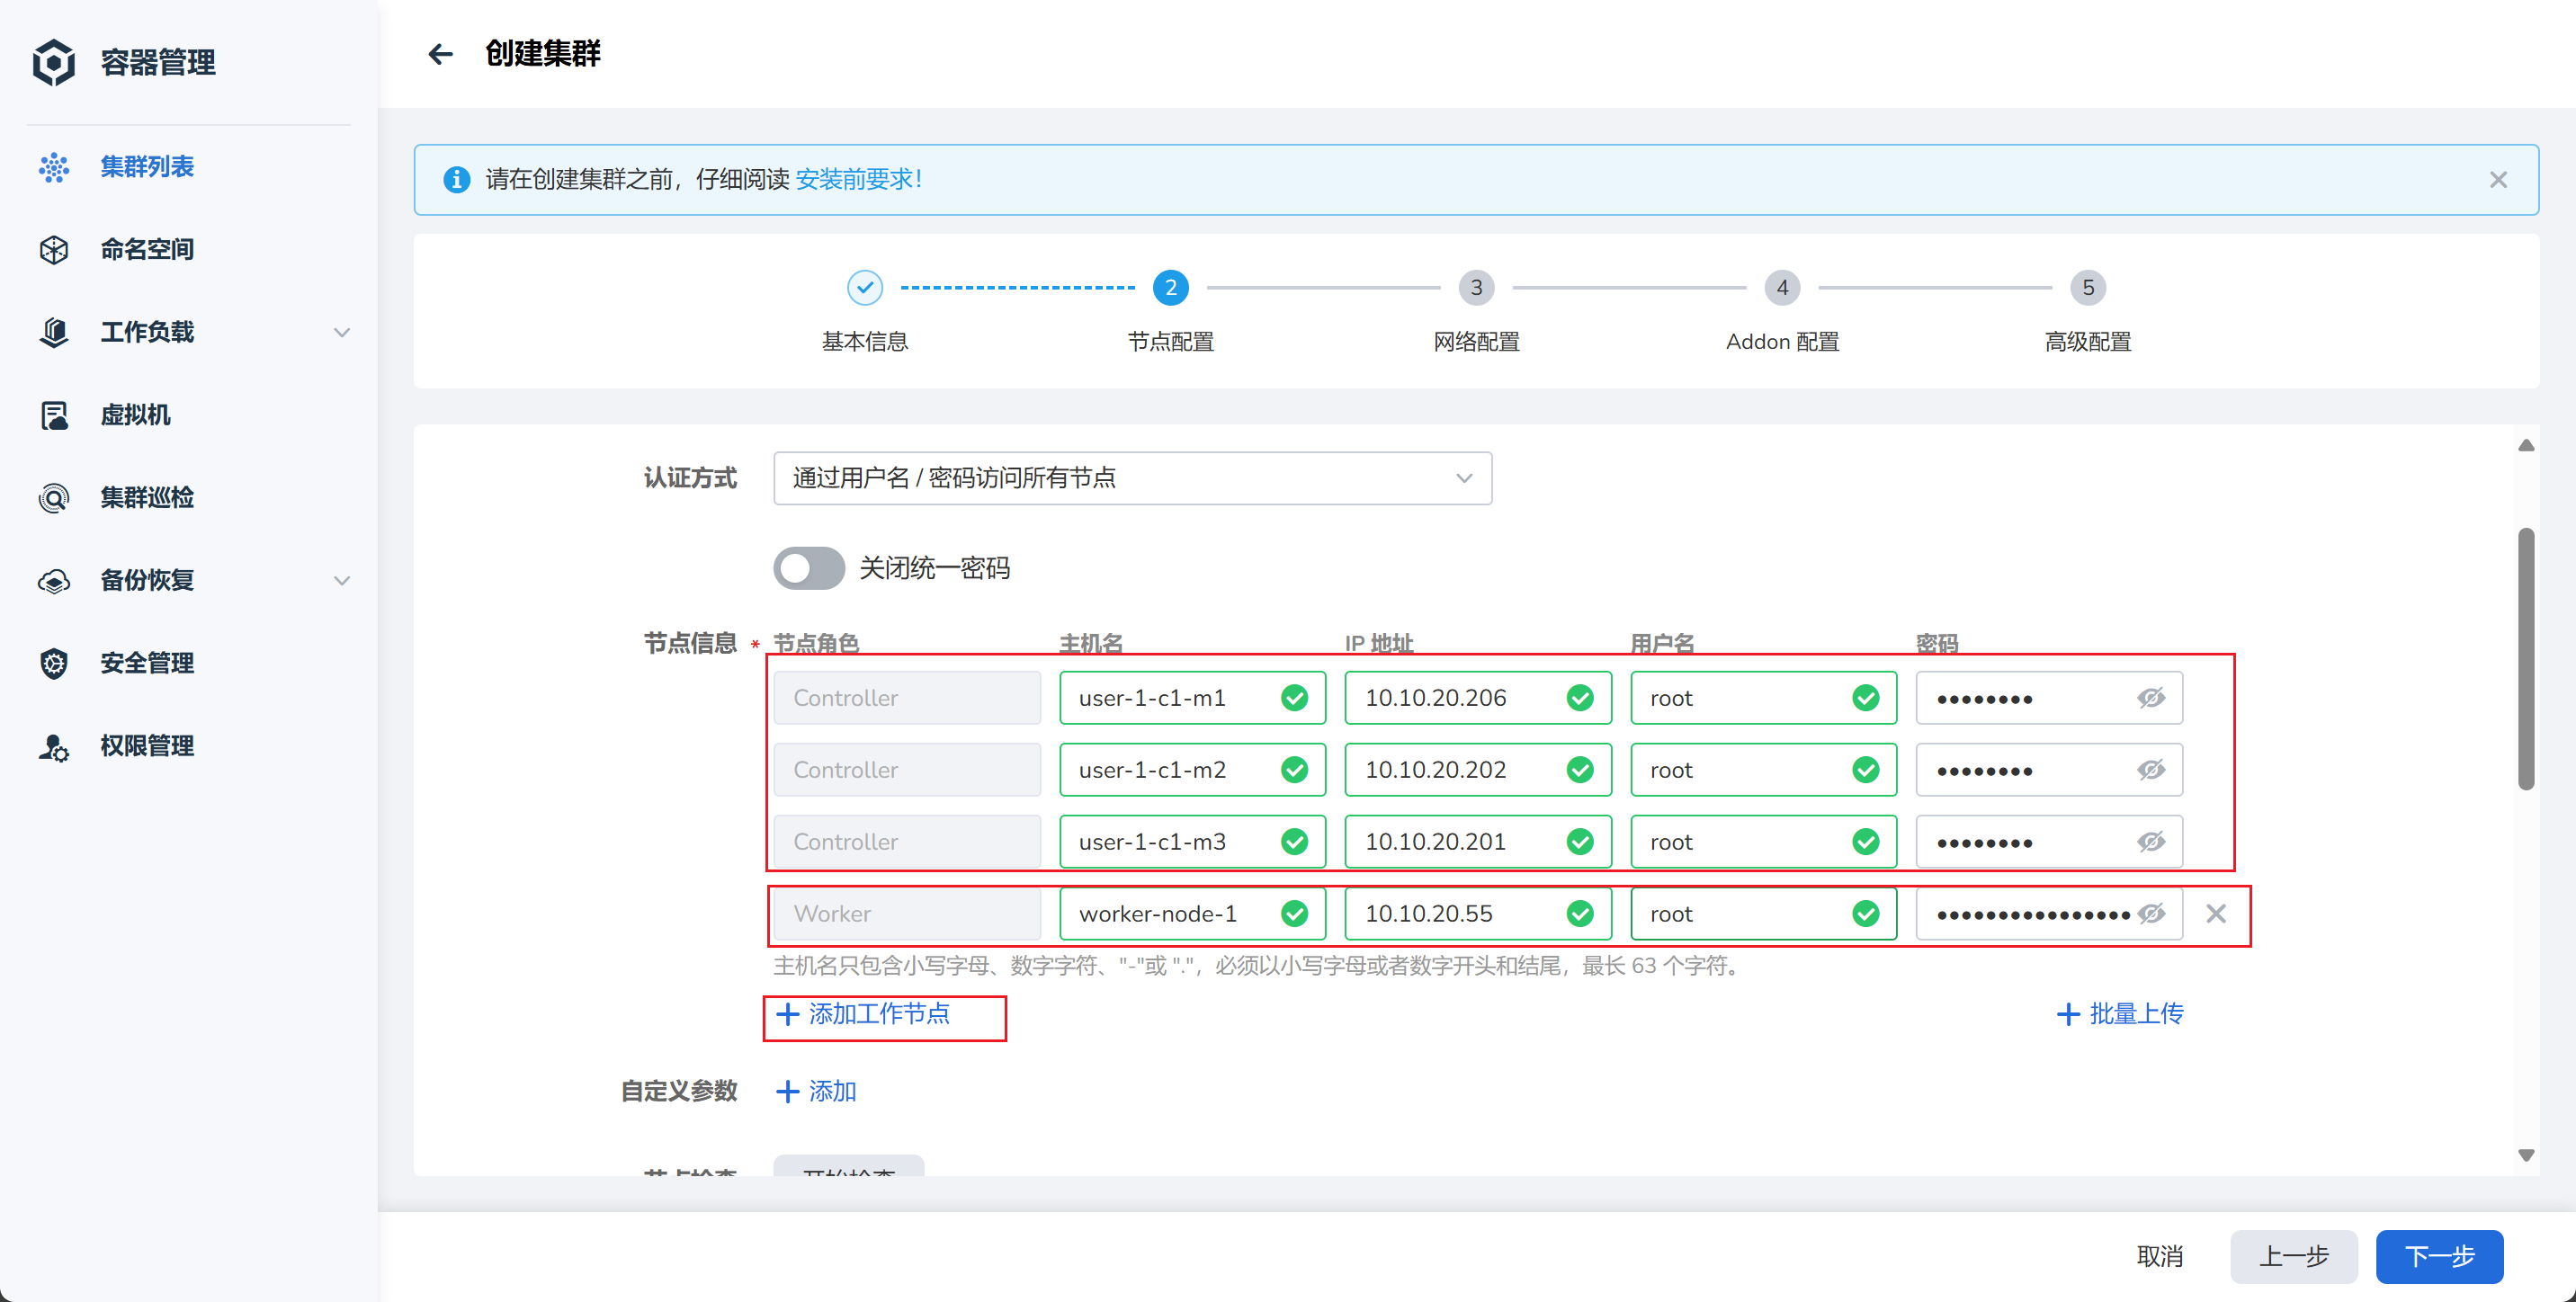 容器管理
集群列表
命名空间
工作负载
虚拟机
集群巡检
备份恢复
安全管理
权限管理
创建集群
请在创建集群之前，仔细阅读 安装前要求！
2 3 4 5
基本信息 节点配置 网络配置 Addon 配置 高级配置
认证方式 通过用户名 / 密码访问所有节点
关闭统一密码
节点信息 * 节点角色 主机名 IP 地址 用户名 密码
Controller user-1-c1-m1 10.10.20.206 root ••••••••
Controller user-1-c1-m2 10.10.20.202 root ••••••••
Controller user-1-c1-m3 10.10.20.201 root ••••••••
Worker worker-node-1 10.10.20.55 root ••••••••••••••••
主机名只包含小写字母、数字字符、"-"或 "."，必须以小写字母或者数字开头和结尾，最长 63 个字符。
+ 添加工作节点 + 批量上传
自定义参数 + 添加
节点检查 开始检查
取消 上一步 下一步